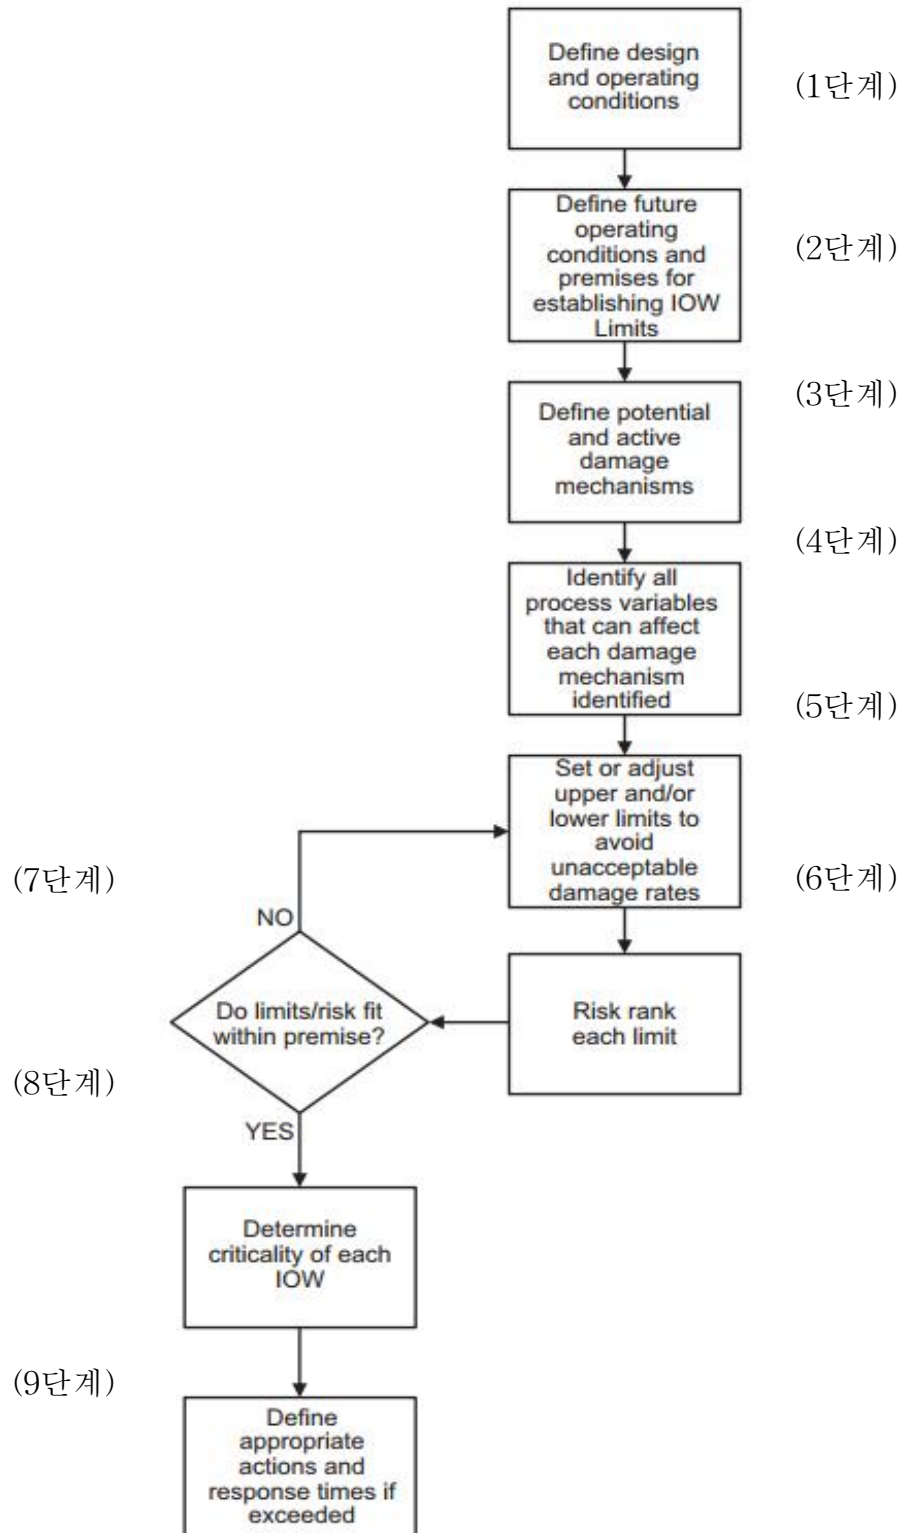 Define design
and operating
conditions
(1단계)
Define future
operating
conditions and
premises for
establishing IOW
Limits
(2단계)
(3단계)
Define potential
and active
damage
mechanisms
(4단계)
Identify all
process variables
that can affect
each damage
mechanism
identified
(5단계)
Set or adjust
upper and/or
lower limits to
avoid
unacceptable
damage rates
(6단계)
(7단계)
NO
Risk rank
each limit
Do limits/risk fit
within premise?
(8단계)
YES
Determine
criticality of each
IOW
(9단계)
Define
appropriate
actions and
response times if
exceeded